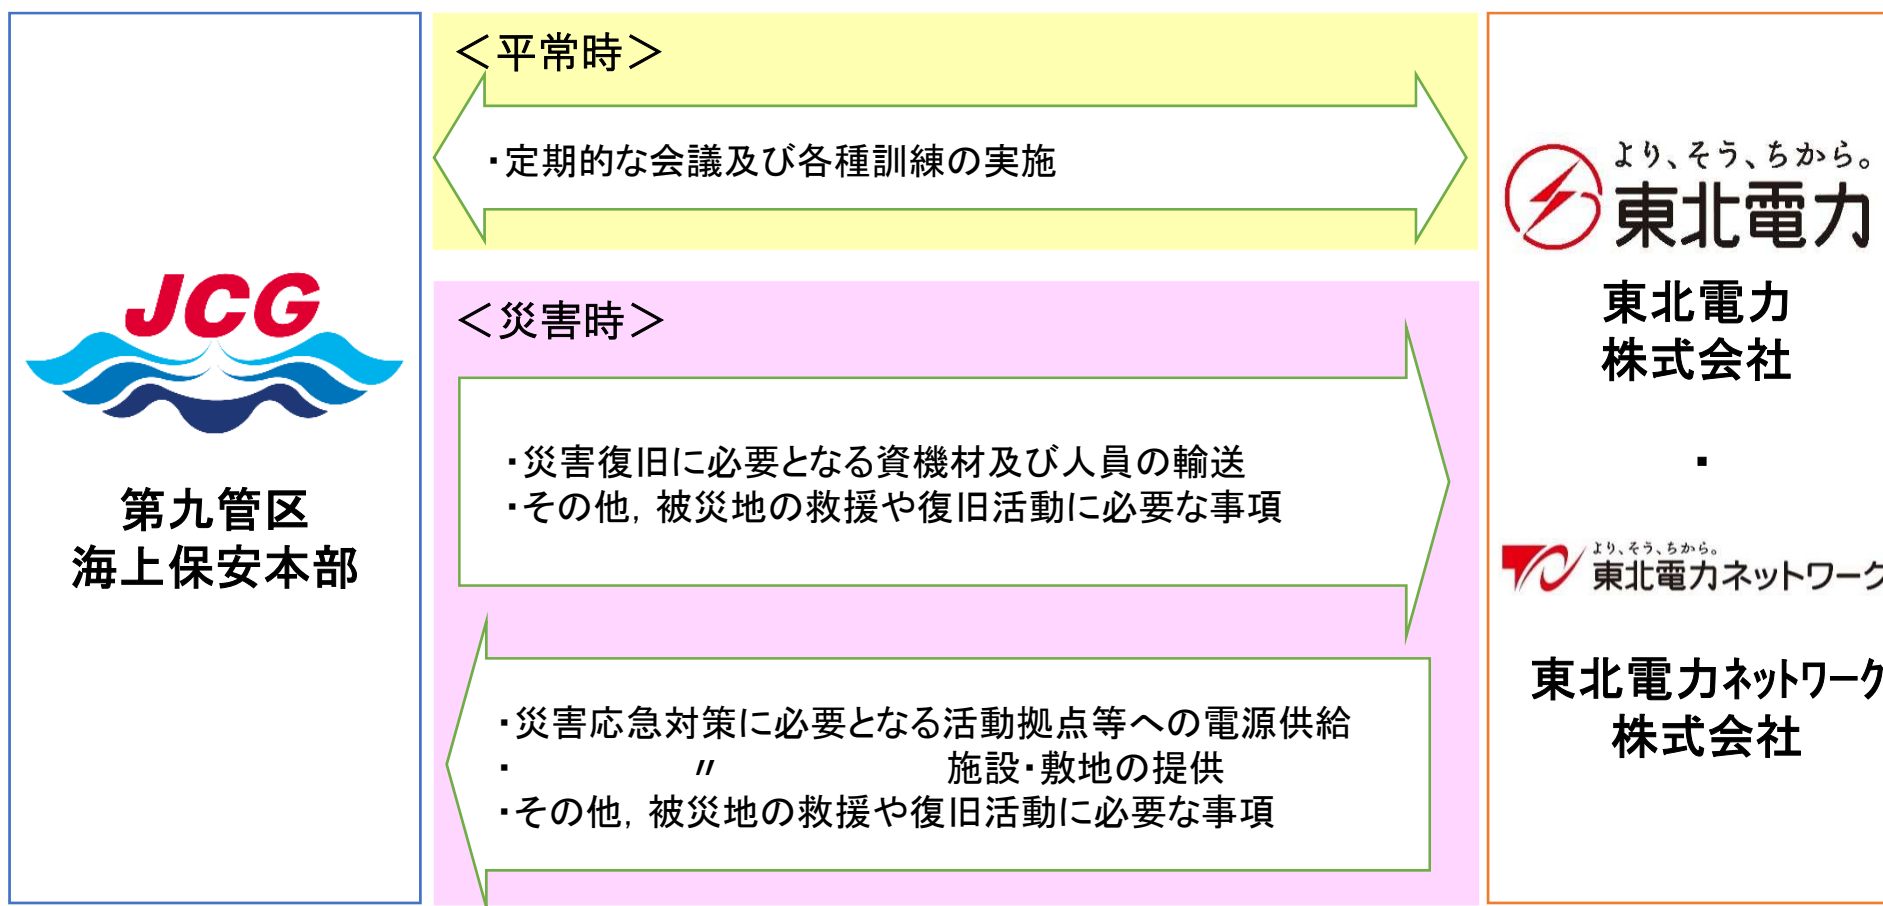 JCG
第九管区
海上保安本部
＜平常時＞
・定期的な会議及び各種訓練の実施
＜災害時＞
・災害復旧に必要となる資機材及び人員の輸送
・その他，被災地の救援や復旧活動に必要な事項
・災害応急対策に必要となる活動拠点等への電源供給
・　　　　　〃　　　　　　施設・敷地の提供
・その他，被災地の救援や復旧活動に必要な事項
より、そう、ちから。
東北電力
東北電力
株式会社
・
より、そう、ちから。
東北電力ネットワーク
東北電力ネットワーク
株式会社